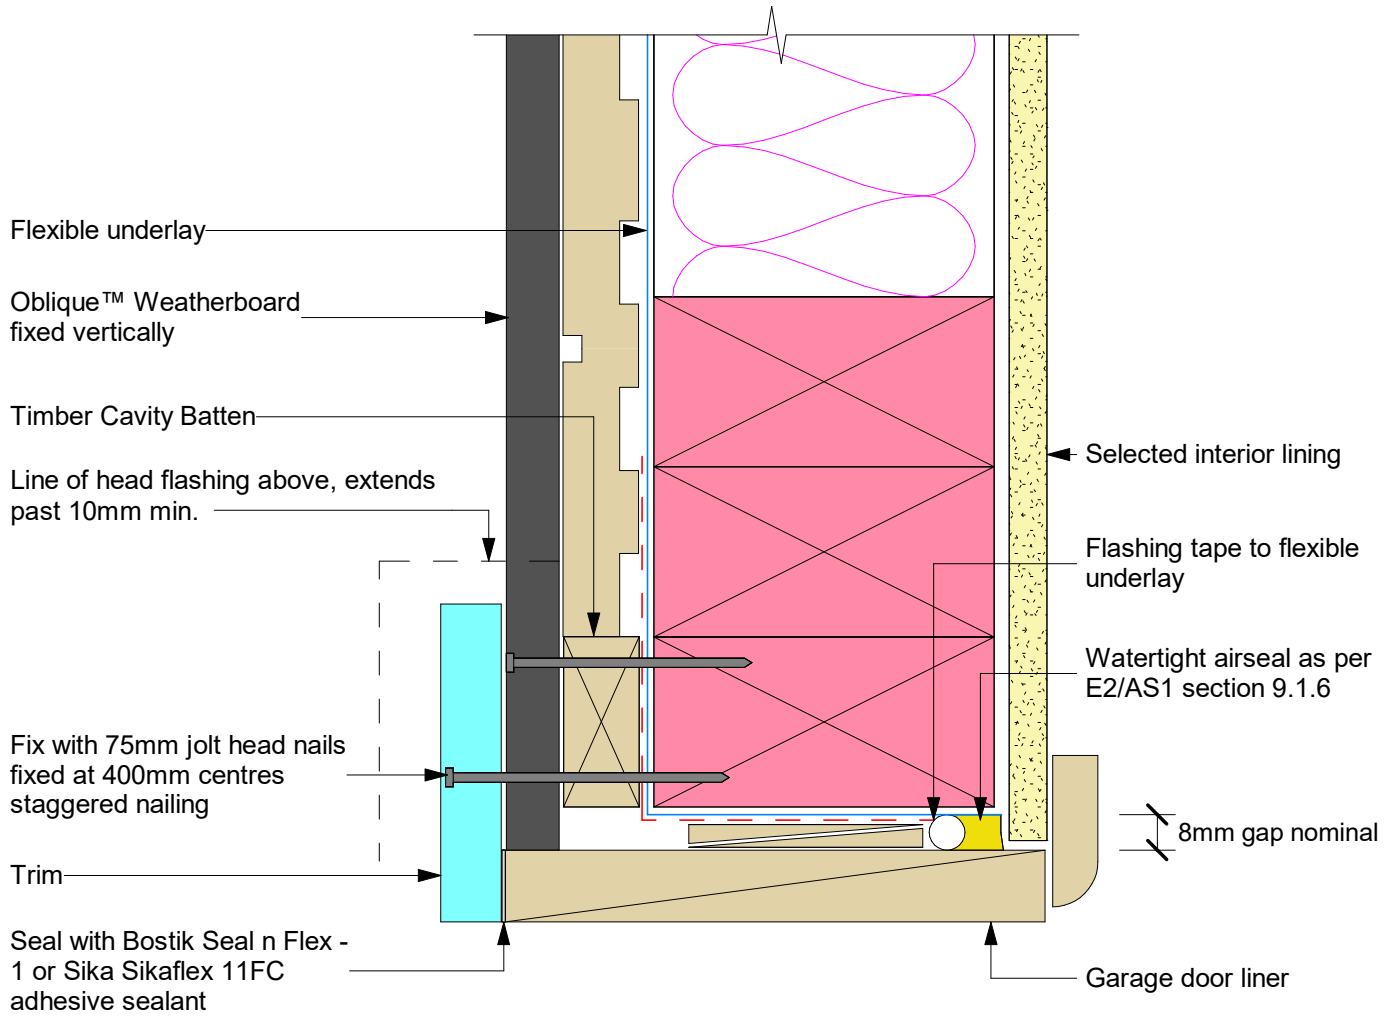 Flexible underlay
Oblique™ Weatherboard
fixed vertically
Timber Cavity Batten
Line of head flashing above, extends
past 10mm min.
Fix with 75mm jolt head nails
fixed at 400mm centres
staggered nailing
Trim
Seal with Bostik Seal n Flex -
1 or Sika Sikaflex 11FC
adhesive sealant
Selected interior lining
Flashing tape to flexible
underlay
Watertight airseal as per
E2/AS1 section 9.1.6
8mm gap nominal
Garage door liner